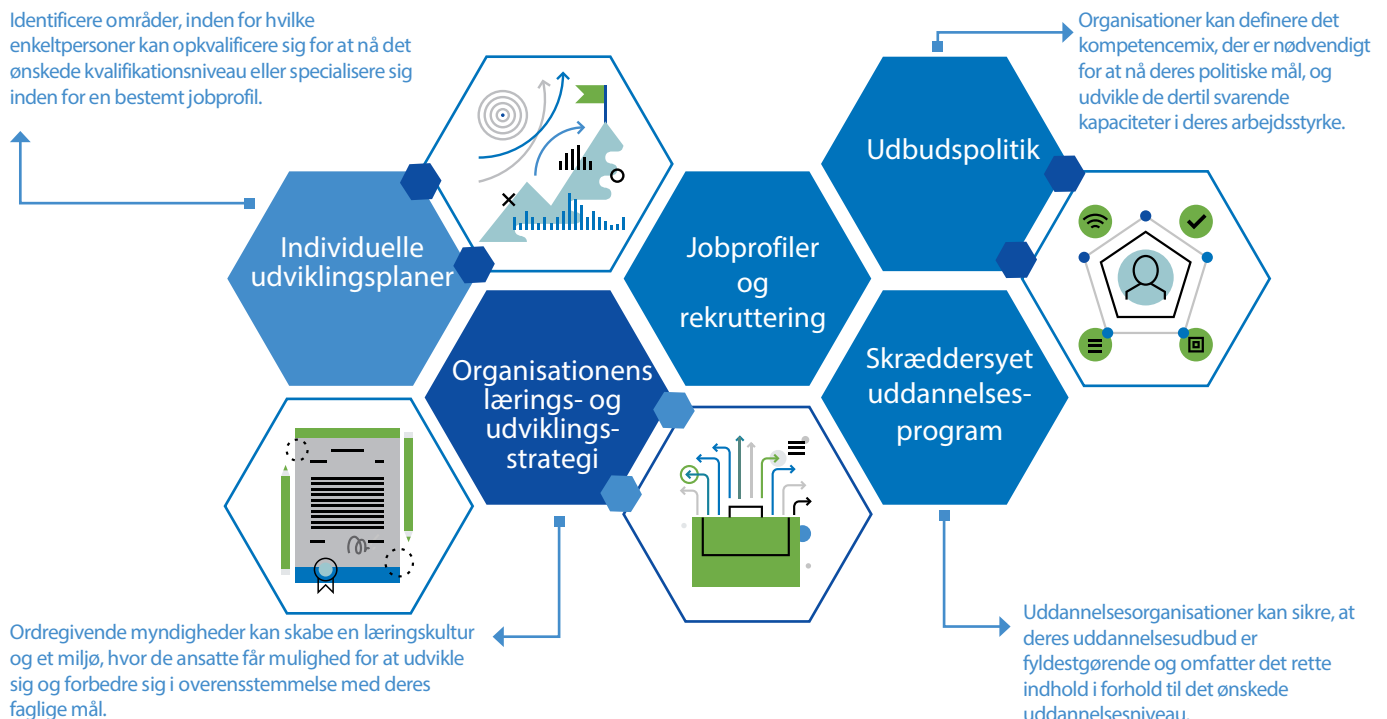 Identificere områder, inden for hvilke
enkeltpersoner kan opkvalificere sig for at nå det
ønskede kvalifikationsniveau eller specialisere sig
inden for en bestemt jobprofil.
Organisationer kan definere det
kompetencemix, der er nødvendigt
for at nå deres politiske mål, og
udvikle de dertil svarende
kapaciteter i deres arbejdsstyrke.
Udbudspolitik
Individuelle
udviklingsplaner
Jobprofiler
og
rekruttering
Organisationens
lærings- og
udviklings-
strategi
Skræddersyet
uddannelses-
program
Ordregivende myndigheder kan skabe en læringskultur
og et miljø, hvor de ansatte får mulighed for at udvikle
sig og forbedre sig i overensstemmelse med deres
faglige mål.
Uddannelsesorganisationer kan sikre, at
deres uddannelsesudbud er
fyldestgørende og omfatter det rette
indhold i forhold til det ønskede
uddannelsesniveau.